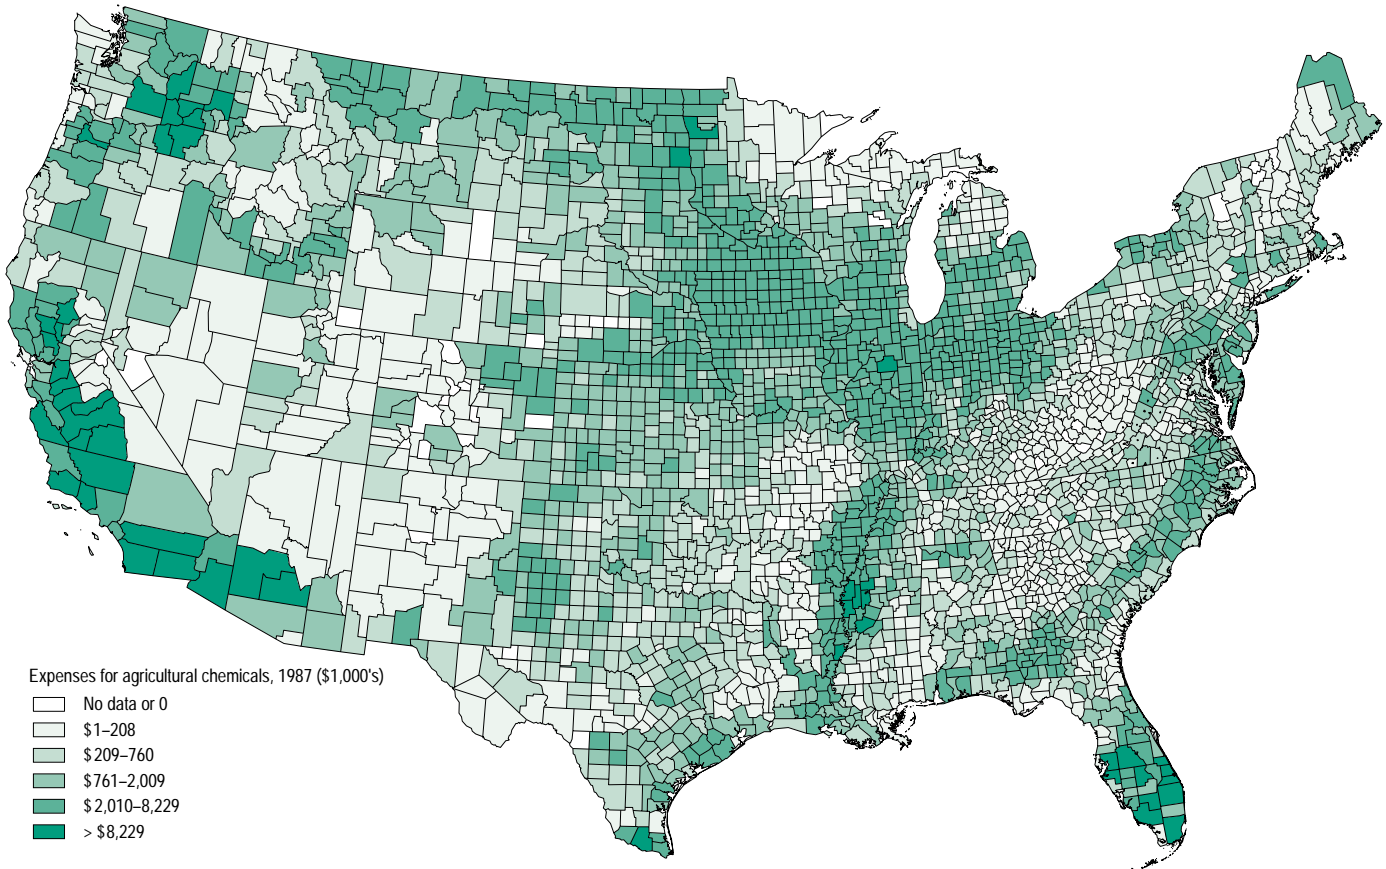 Expenses for agricultural chemicals, 1987 ($1,000's)
No data or 0
$1–208
$209–760
$761–2,009
$2,010–8,229
> $8,229